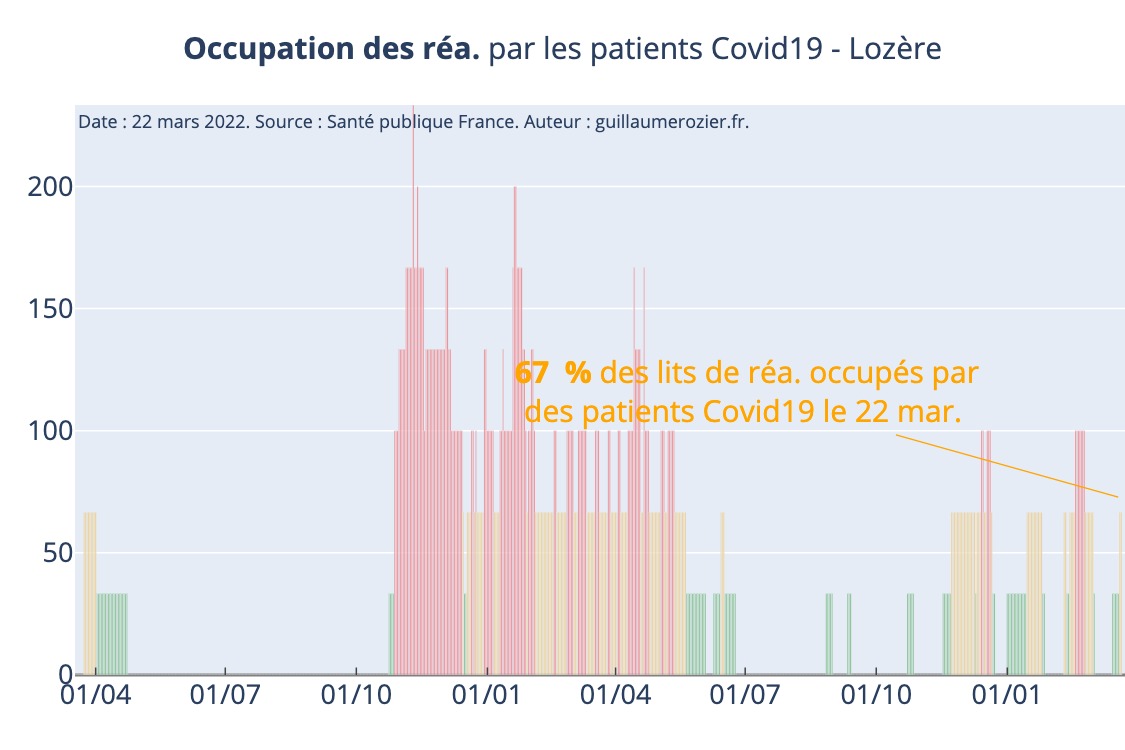 Occupation des réa. par les patients Covid19 - Lozère
Date : 22 mars 2022. Source : Santé publique France. Auteur : guillaumerozier.fr.
200
150
67  % des lits de réa. occupés par
des patients Covid19 le 22 mar.
100
50
0
01/04 01/07 01/10 01/01 01/04 01/07 01/10 01/01